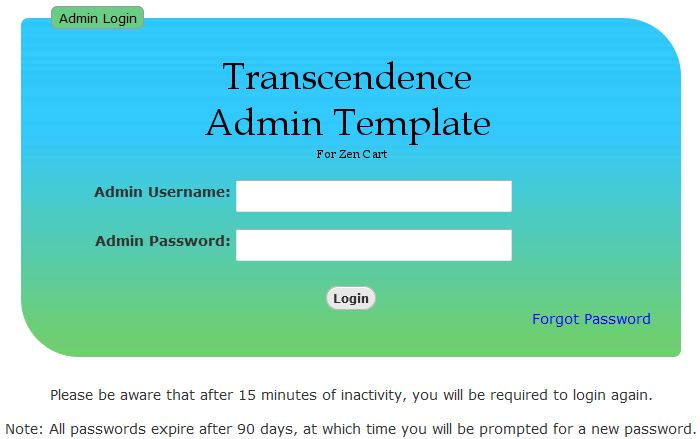 Admin Login
Transcendence
Admin Template
For Zen Cart
Admin Username:
Admin Password:
Login
Forgot Password
Please be aware that after 15 minutes of inactivity, you will be required to login again.
Note: All passwords expire after 90 days, at which time you will be prompted for a new password.